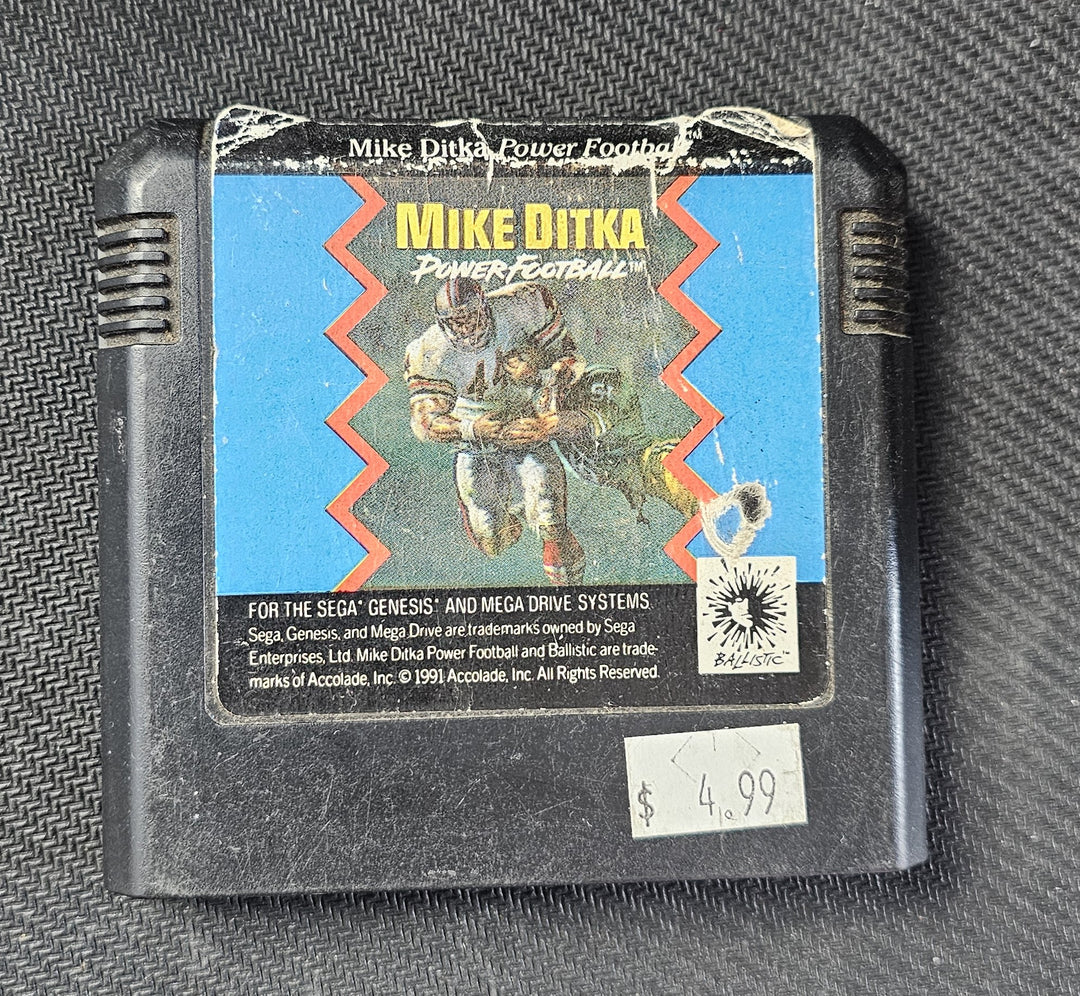 Mike Ditka Power Football™
MIKE DITKA
POWER FOOTBALL™
51
FOR THE SEGA® GENESIS® AND MEGA DRIVE SYSTEMS
Sega, Genesis, and Mega Drive are trademarks owned by Sega
Enterprises, Ltd. Mike Ditka Power Football and Ballistic are trade-
marks of Accolade, Inc. © 1991 Accolade, Inc. All Rights Reserved.
BALLISTIC™
$ 4.99